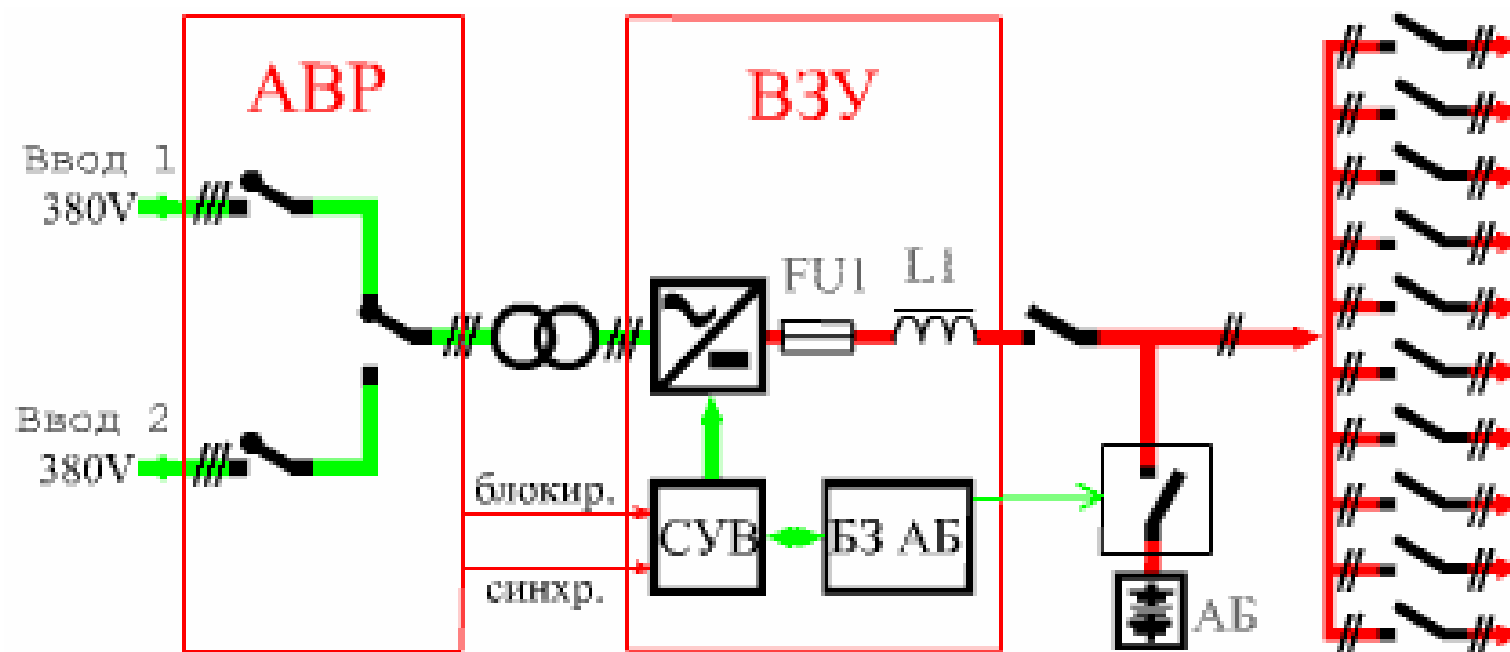 АВР
ВЗУ
Ввод 1
380V
FU1
L1
Ввод 2
380V
блокир.
СУВ
БЗ АБ
синхр.
АБ